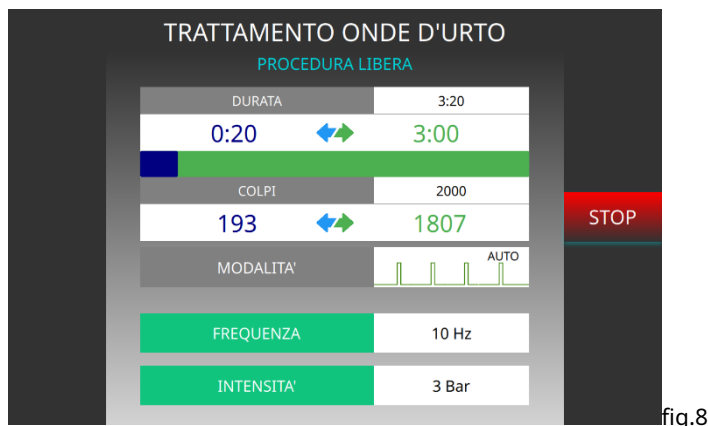 TRATTAMENTO ONDE D'URTO
PROCEDURA LIBERA
DURATA 3:20
0:20 3:00
COLPI 2000
193 1807
STOP
MODALITA' AUTO
FREQUENZA 10 Hz
INTENSITA' 3 Bar
fig.8